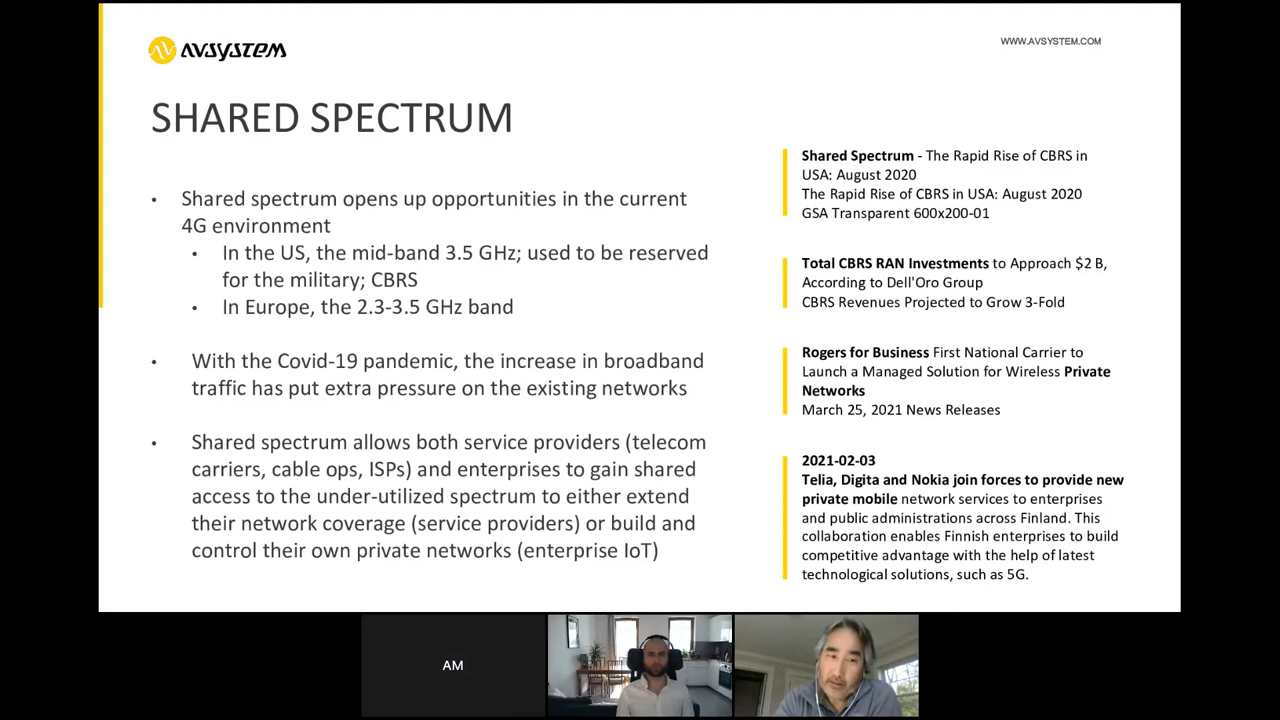 AVSYSTEM
WWW.AVSYSTEM.COM
SHARED SPECTRUM
• Shared spectrum opens up opportunities in the current
4G environment
• In the US, the mid-band 3.5 GHz; used to be reserved
for the military; CBRS
• In Europe, the 2.3-3.5 GHz band
• With the Covid-19 pandemic, the increase in broadband
traffic has put extra pressure on the existing networks
• Shared spectrum allows both service providers (telecom
carriers, cable ops, ISPs) and enterprises to gain shared
access to the under-utilized spectrum to either extend
their network coverage (service providers) or build and
control their own private networks (enterprise IoT)
Shared Spectrum - The Rapid Rise of CBRS in
USA: August 2020
The Rapid Rise of CBRS in USA: August 2020
GSA Transparent 600x200-01
Total CBRS RAN Investments to Approach $2 B,
According to Dell'Oro Group
CBRS Revenues Projected to Grow 3-Fold
Rogers for Business First National Carrier to
Launch a Managed Solution for Wireless Private
Networks
March 25, 2021 News Releases
2021-02-03
Telia, Digita and Nokia join forces to provide new
private mobile network services to enterprises
and public administrations across Finland. This
collaboration enables Finnish enterprises to build
competitive advantage with the help of latest
technological solutions, such as 5G.
AM